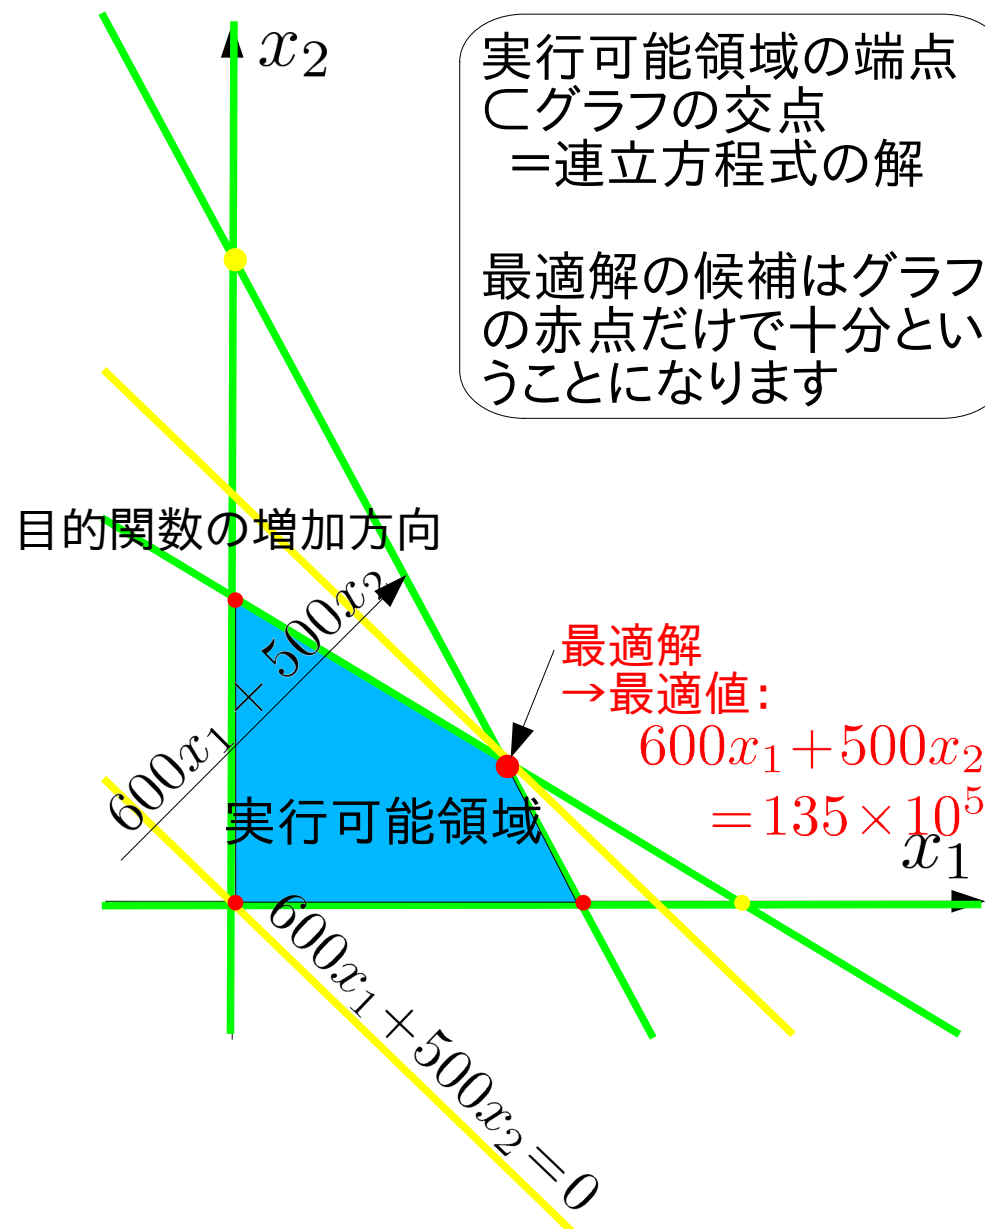 x₂
実行可能領域の端点
⊂グラフの交点
＝連立方程式の解
最適解の候補はグラフ
の赤点だけで十分とい
うことになります
目的関数の増加方向
600x₁+500x₂
最適解
→最適値:
600x₁+500x₂
=135×10⁵
実行可能領域
x₁
600x₁+500x₂=0